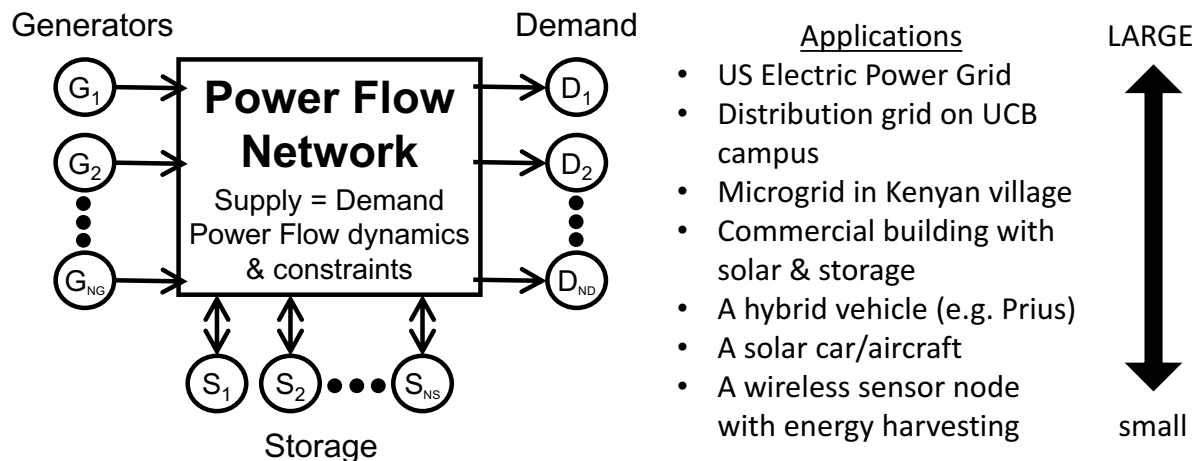 Generators
Demand
G1
G2
GNG
Power Flow
Network
Supply = Demand
Power Flow dynamics
& constraints
D1
D2
DND
S1
S2
SNS
Storage
Applications
• US Electric Power Grid
• Distribution grid on UCB
campus
• Microgrid in Kenyan village
• Commercial building with
solar & storage
• A hybrid vehicle (e.g. Prius)
• A solar car/aircraft
• A wireless sensor node
with energy harvesting
LARGE
small